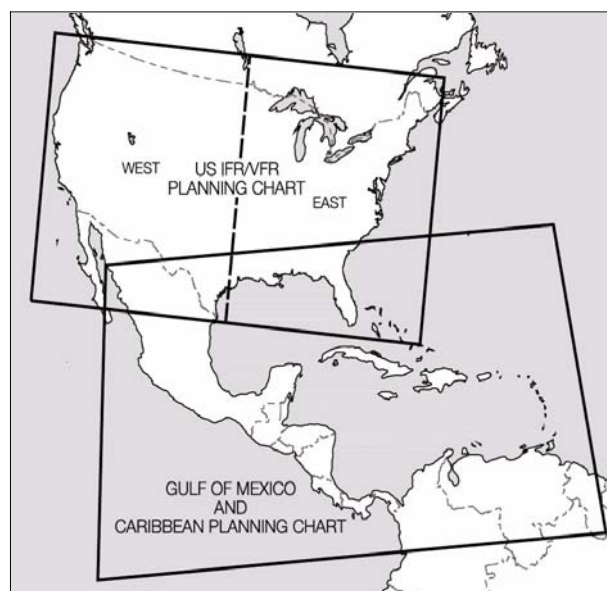 WEST
US IFR/VFR
PLANNING CHART
EAST
GULF OF MEXICO
AND
CARIBBEAN PLANNING CHART